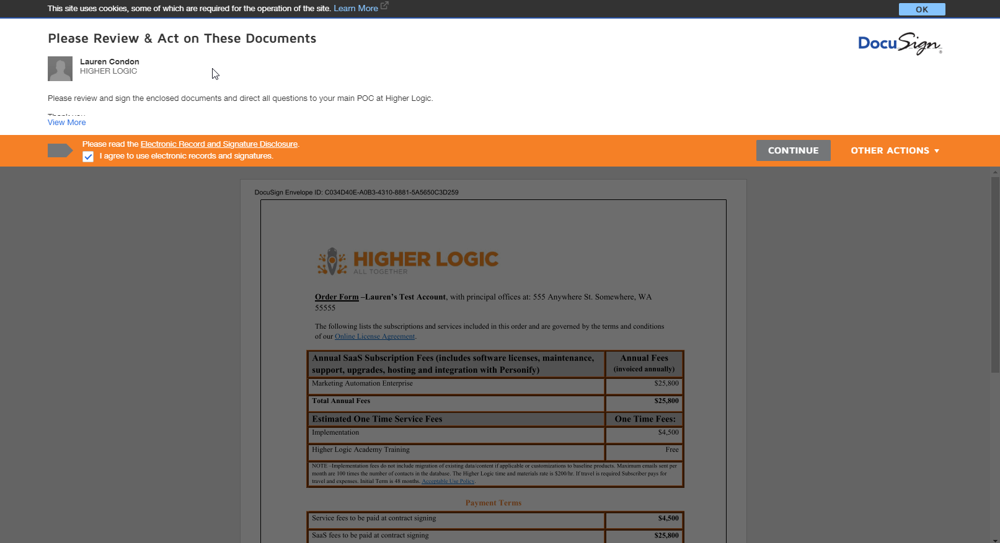 This site uses cookies, some of which are required for the operation of the site. Learn More
OK
Please Review & Act on These Documents
DocuSign
Lauren Condon
HIGHER LOGIC
Please review and sign the enclosed documents and direct all questions to your main POC at Higher Logic.
Thank you
View More
Please read the Electronic Record and Signature Disclosure.
I agree to use electronic records and signatures.
CONTINUE
OTHER ACTIONS
DocuSign Envelope ID: C034D40E-A0B3-4310-8881-5A5650C3D259
HIGHER LOGIC
ALL TOGETHER
Order Form –Lauren's Test Account, with principal offices at: 555 Anywhere St. Somewhere, WA
55555
The following lists the subscriptions and services included in this order and are governed by the terms and conditions
of our Online License Agreement.
Annual SaaS Subscription Fees (includes software licenses, maintenance,
support, upgrades, hosting and integration with Personify)
Annual Fees
(invoiced annually)
Marketing Automation Enterprise $25,800
Total Annual Fees $25,800
Estimated One Time Service Fees One Time Fees:
Implementation $4,500
Higher Logic Academy Training Free
NOTE –Implementation fees do not include migration of existing data/content if applicable or customizations to baseline products. Maximum emails sent per
month are 100 times the number of contacts in the database. The Higher Logic time and materials rate is $200/hr. If travel is required Subscriber pays for
travel and expenses. Initial Term is 48 months. Acceptable Use Policy.
Payment Terms
Service fees to be paid at contract signing $4,500
SaaS fees to be paid at contract signing $25,800